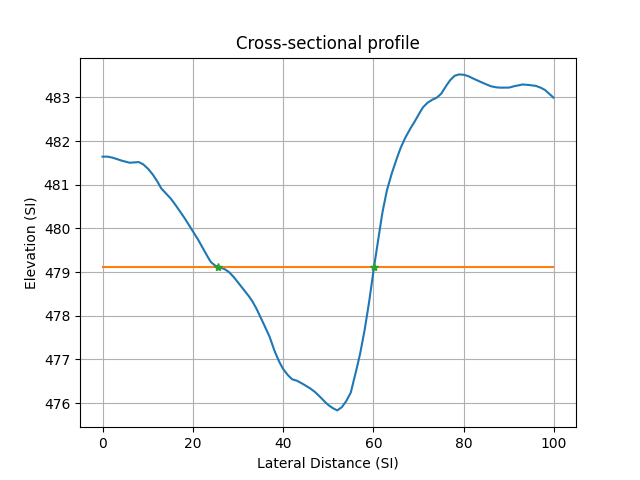 Cross-sectional profile
Elevation (SI)
483
482
481
480
479
478
477
476
0 20 40 60 80 100
Lateral Distance (SI)